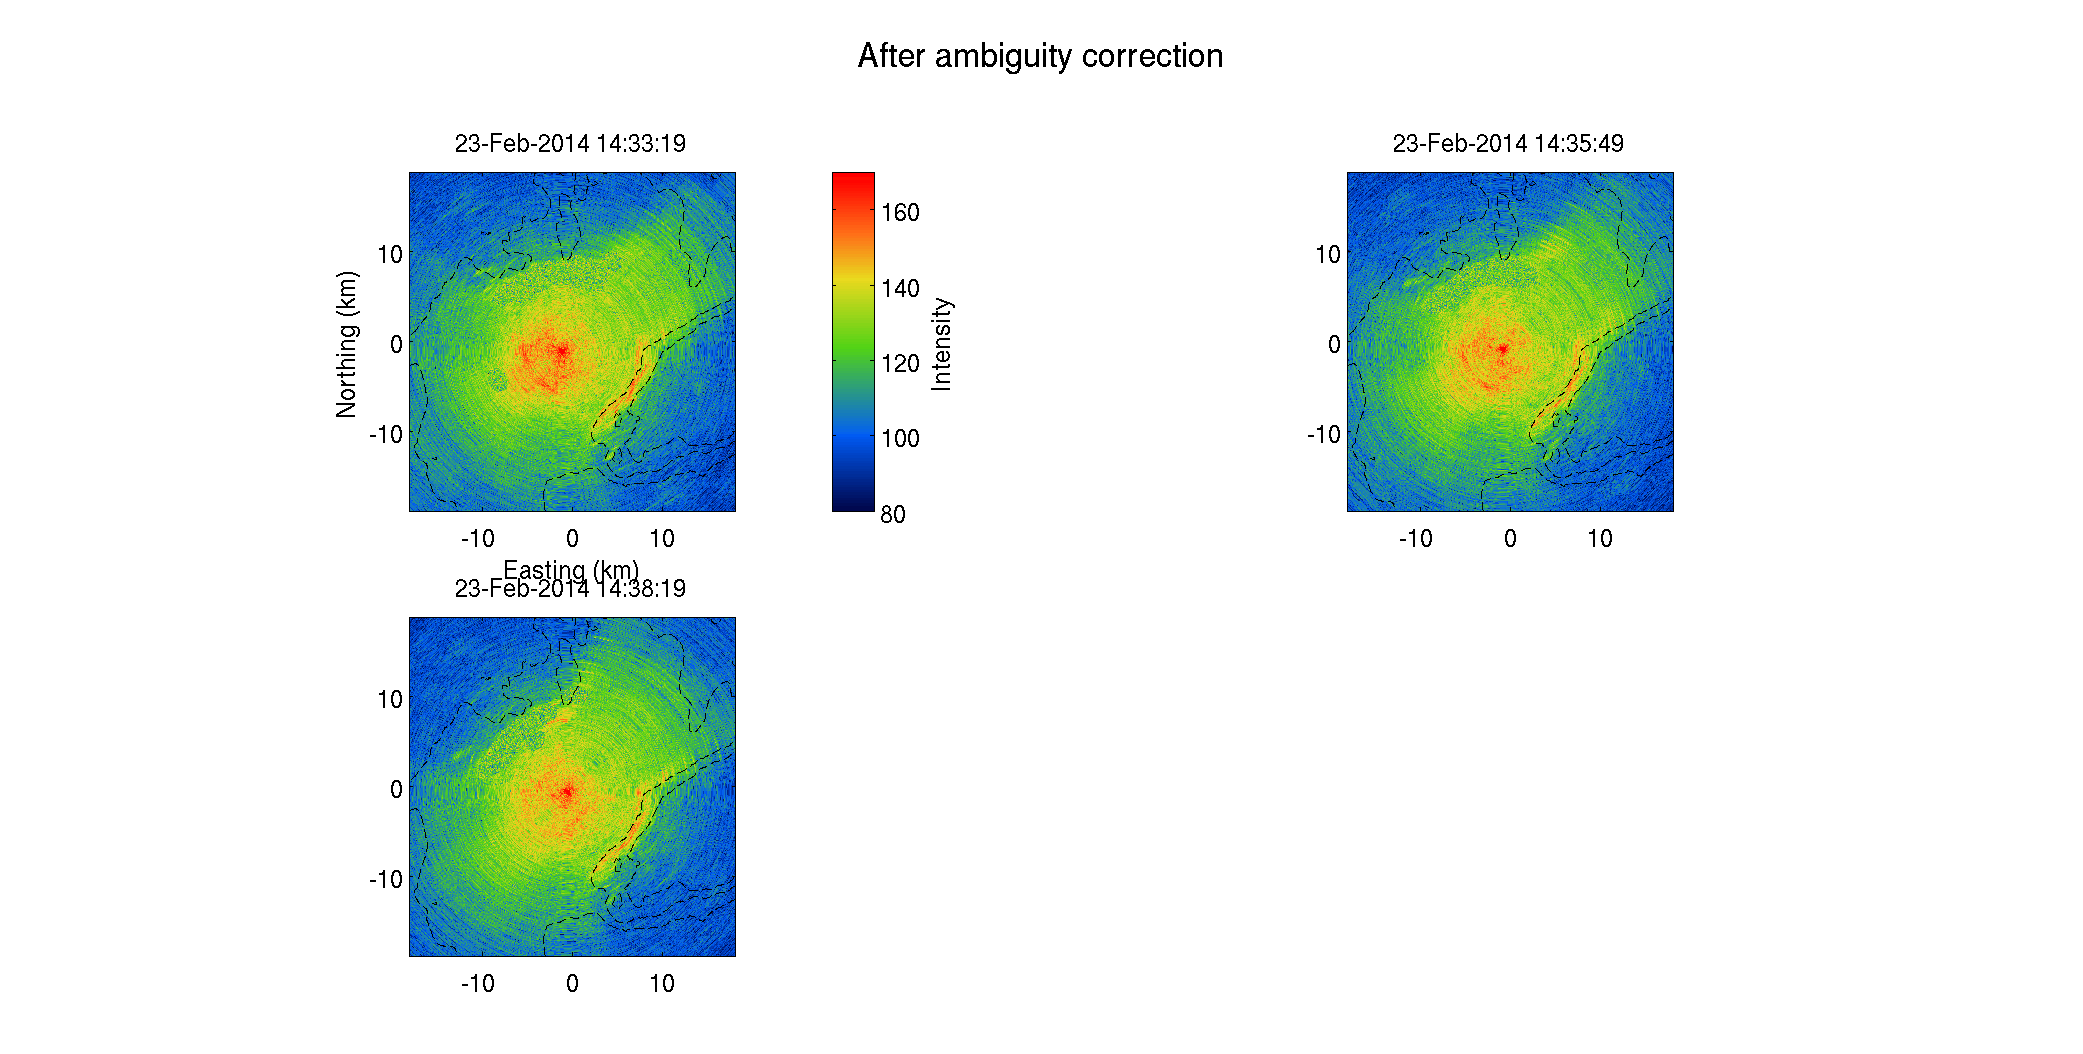 After ambiguity correction
23-Feb-2014 14:33:19
10
0
-10
Northing (km)
-10 0 10
Easting (km)
160
140
120
100
80
Intensity
23-Feb-2014 14:35:49
10
0
-10
-10 0 10
23-Feb-2014 14:38:19
10
0
-10
-10 0 10